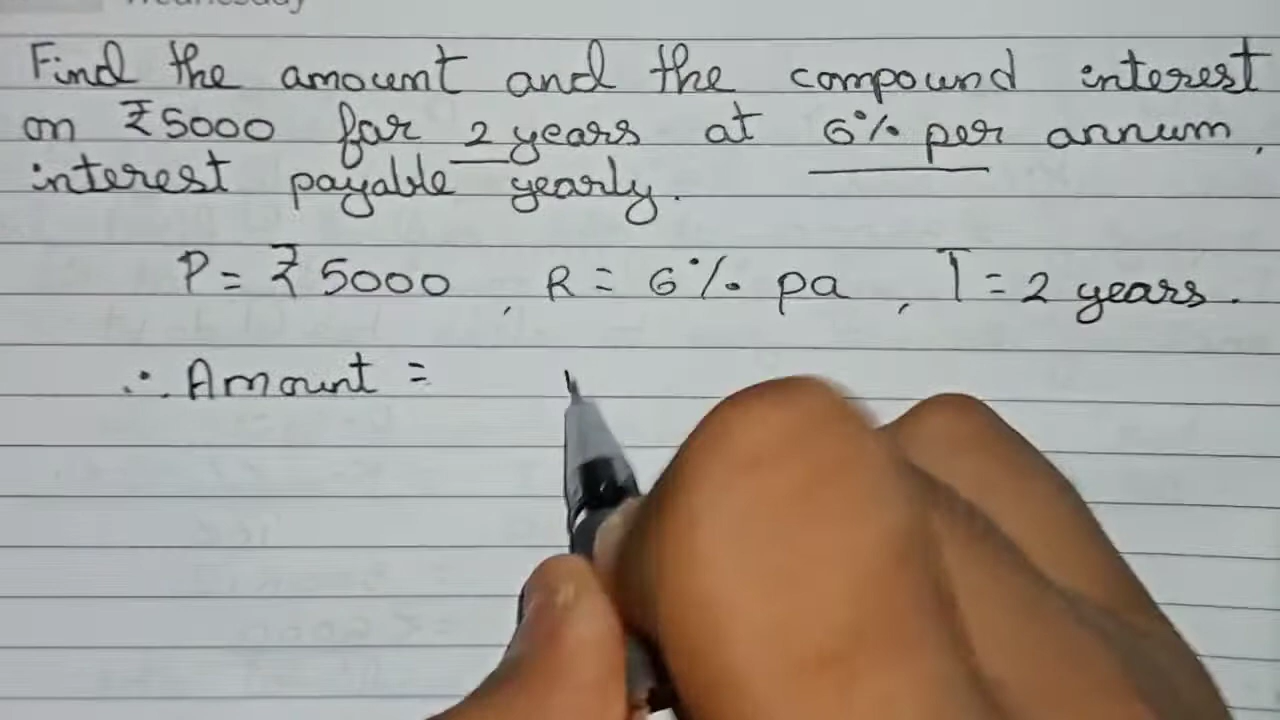 Wednesday
Find the amount and the compound interest
on ₹5000 for 2 years at 6% per annum,
interest payable yearly.
P = ₹5000, R = 6% pa, T = 2 years.
∴ Amount =